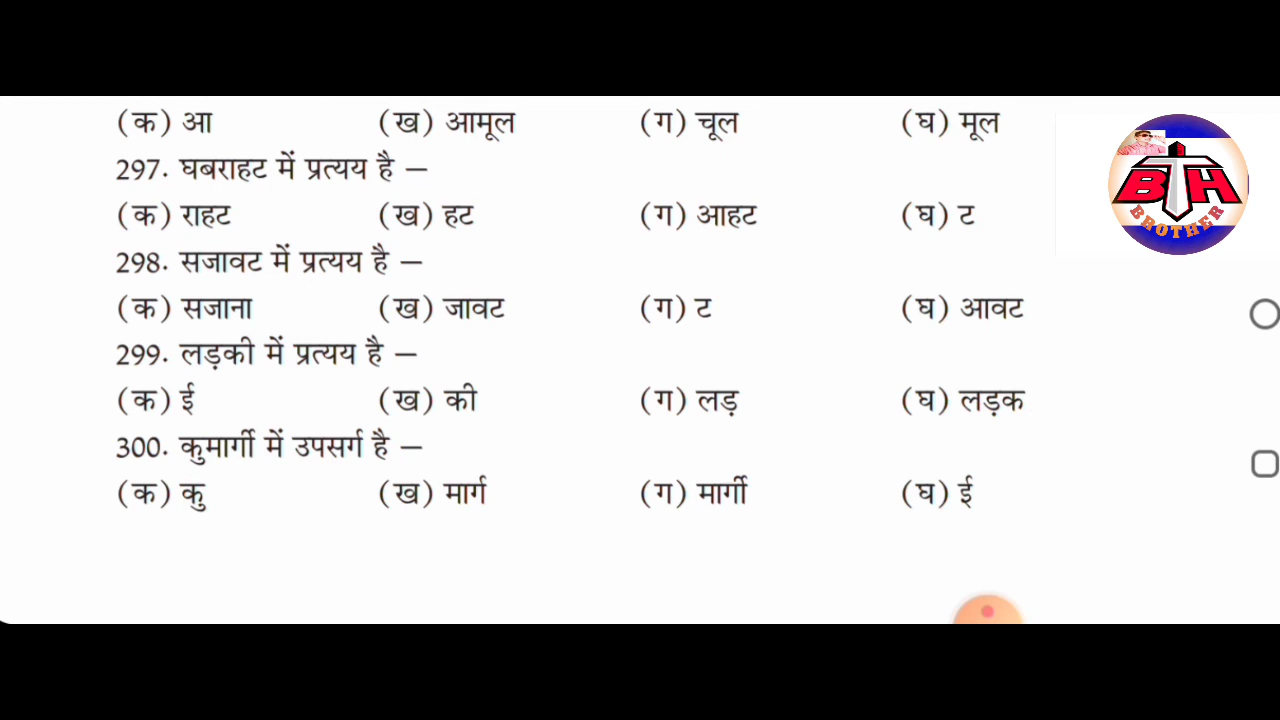 (क) आ (ख) आमूल (ग) चूल (घ) मूल
297. घबराहट में प्रत्यय है –
(क) राहट (ख) हट (ग) आहट (घ) ट
298. सजावट में प्रत्यय है –
(क) सजाना (ख) जावट (ग) ट (घ) आवट
299. लड़की में प्रत्यय है –
(क) ई (ख) की (ग) लड़ (घ) लड़क
300. कुमार्गी में उपसर्ग है –
(क) कु (ख) मार्ग (ग) मार्गी (घ) ई
BTH
BROTHER